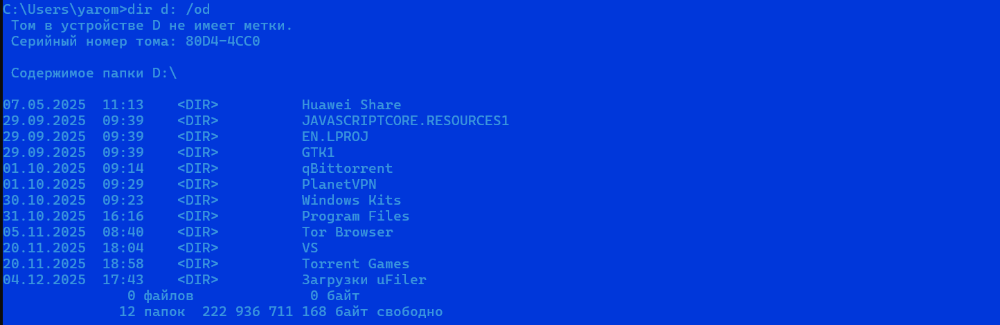 C:\Users\yarom>dir d: /od
Том в устройстве D не имеет метки.
Серийный номер тома: 80D4-4CC0
Содержимое папки D:\
07.05.2025  11:13    <DIR>          Huawei Share
29.09.2025  09:39    <DIR>          JAVASCRIPTCORE.RESOURCES1
29.09.2025  09:39    <DIR>          EN.LPROJ
29.09.2025  09:39    <DIR>          GTK1
01.10.2025  09:14    <DIR>          qBittorrent
01.10.2025  09:29    <DIR>          PlanetVPN
30.10.2025  09:23    <DIR>          Windows Kits
31.10.2025  16:16    <DIR>          Program Files
05.11.2025  08:40    <DIR>          Tor Browser
20.11.2025  18:04    <DIR>          VS
20.11.2025  18:58    <DIR>          Torrent Games
04.12.2025  17:43    <DIR>          Загрузки uFiler
0 файлов              0 байт
12 папок  222 936 711 168 байт свободно